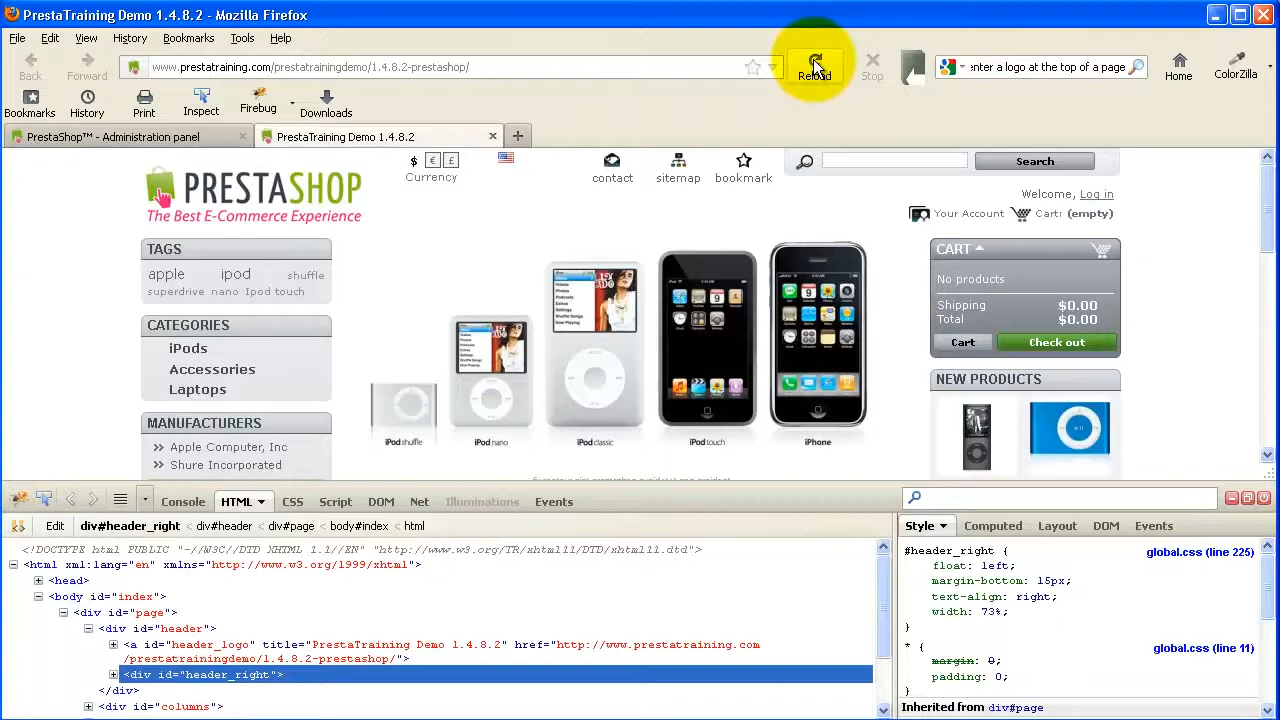 PrestaTraining Demo 1.4.8.2 - Mozilla Firefox
File Edit View History Bookmarks Tools Help
Back Forward www.prestatraining.com/prestatrainingdemo/1.4.8.2-prestashop/ Reload Stop enter a logo at the top of a page Home ColorZilla
Bookmarks History Print Inspect Firebug Downloads
PrestaShop™ - Administration panel PrestaTraining Demo 1.4.8.2
PRESTASHOP
The Best E-Commerce Experience
$ € £
Currency
contact sitemap bookmark
Search
Welcome, Log in
Your Account Cart: (empty)
TAGS
apple ipod shuffle
superdrive nano Ipod touch
CATEGORIES
iPods
Accessories
Laptops
MANUFACTURERS
Apple Computer, Inc
Shure Incorporated
iPod shuffle iPod nano iPod classic iPod touch iPhone
CART
No products
Shipping $0.00
Total $0.00
Cart Check out
NEW PRODUCTS
Console HTML CSS Script DOM Net Illuminations Events
Edit div#header_right < div#header < div#page < body#index < html
<!DOCTYPE html PUBLIC "-//W3C//DTD XHTML 1.1//EN" "http://www.w3.org/TR/xhtml11/DTD/xhtml11.dtd">
<html xml:lang="en" xmlns="http://www.w3.org/1999/xhtml">
<head>
<body id="index">
<div id="page">
<div id="header">
<a id="header_logo" title="PrestaTraining Demo 1.4.8.2" href="http://www.prestatraining.com
/prestatrainingdemo/1.4.8.2-prestashop/">
<div id="header_right">
</div>
<div id="columns">
Style Computed Layout DOM Events
#header_right { global.css (line 225)
float: left;
margin-bottom: 15px;
text-align: right;
width: 73%;
}
* { global.css (line 11)
margin: 0;
padding: 0;
}
Inherited from div#page